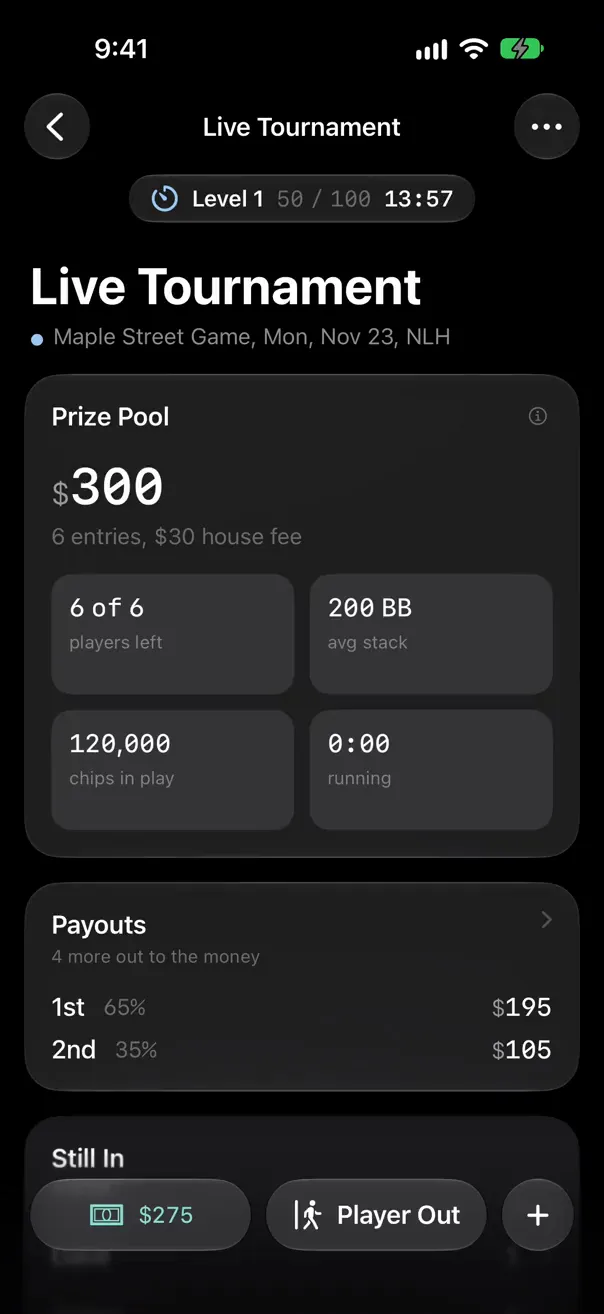 9:41
Live Tournament
Level 1 50 / 100 13:57
Live Tournament
Maple Street Game, Mon, Nov 23, NLH
Prize Pool
$300
6 entries, $30 house fee
6 of 6
players left
200 BB
avg stack
120,000
chips in play
0:00
running
Payouts
4 more out to the money
1st 65% $195
2nd 35% $105
Still In
$275
Player Out